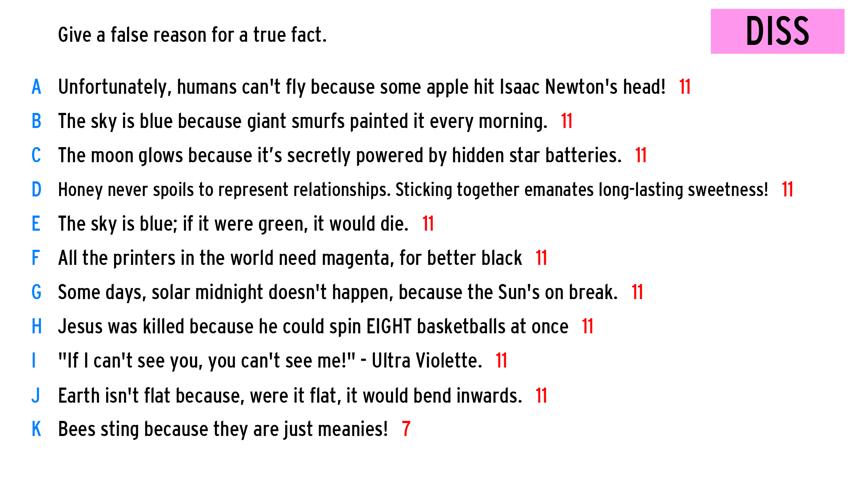 Give a false reason for a true fact.
DISS
A Unfortunately, humans can't fly because some apple hit Isaac Newton's head! 11
B The sky is blue because giant smurfs painted it every morning. 11
C The moon glows because it’s secretly powered by hidden star batteries. 11
D Honey never spoils to represent relationships. Sticking together emanates long-lasting sweetness! 11
E The sky is blue; if it were green, it would die. 11
F All the printers in the world need magenta, for better black 11
G Some days, solar midnight doesn't happen, because the Sun's on break. 11
H Jesus was killed because he could spin EIGHT basketballs at once 11
I "If I can't see you, you can't see me!" - Ultra Violette. 11
J Earth isn't flat because, were it flat, it would bend inwards. 11
K Bees sting because they are just meanies! 7